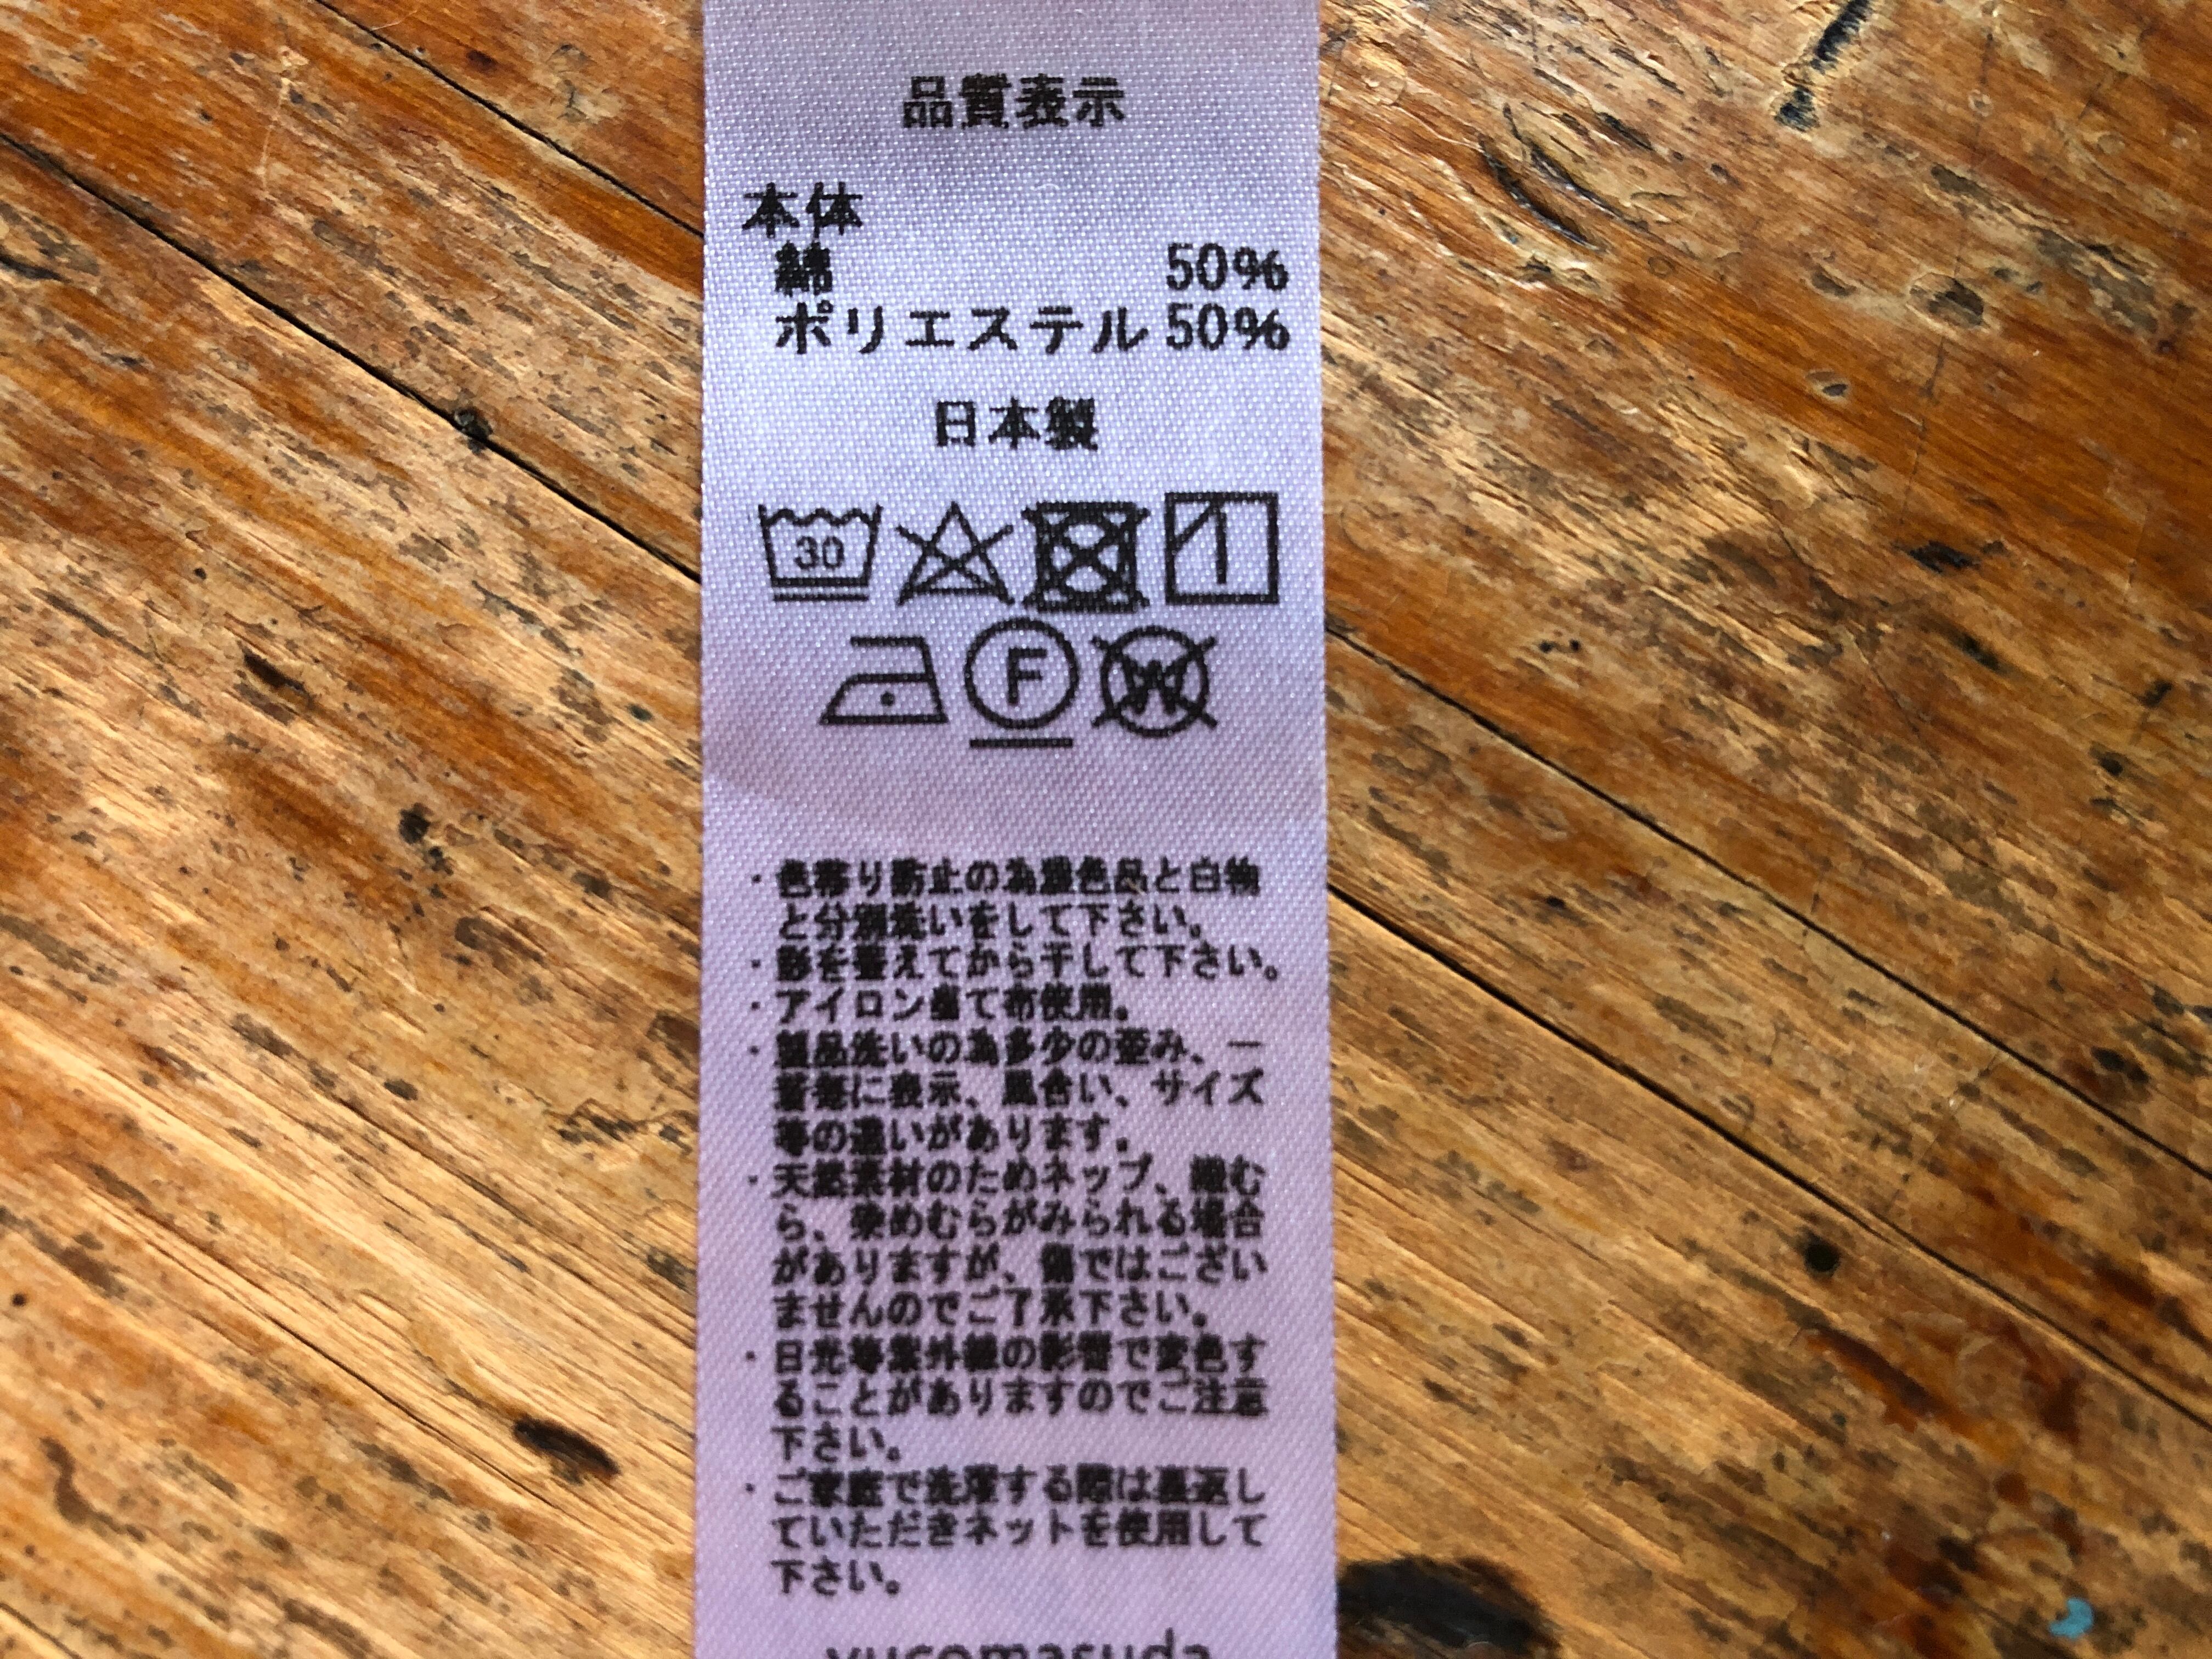 品質表示
本体
綿 50%
ポリエステル 50%
日本製
30
F
W
・色移り防止の為濃色品と白物
と分別洗いをして下さい。
・形を整えてから干して下さい。
・アイロン当て布使用。
・製品洗いの為多少の歪み、一
着毎に表示、風合い、サイズ
等の違いがあります。
・天然素材のためネップ、織む
ら、染めむらがみられる場合
がありますが、傷ではござい
ませんのでご了承下さい。
・日光等紫外線の影響で変色す
ることがありますのでご注意
下さい。
・ご家庭で洗濯する際は裏返し
ていただきネットを使用して
下さい。
yucomasuda